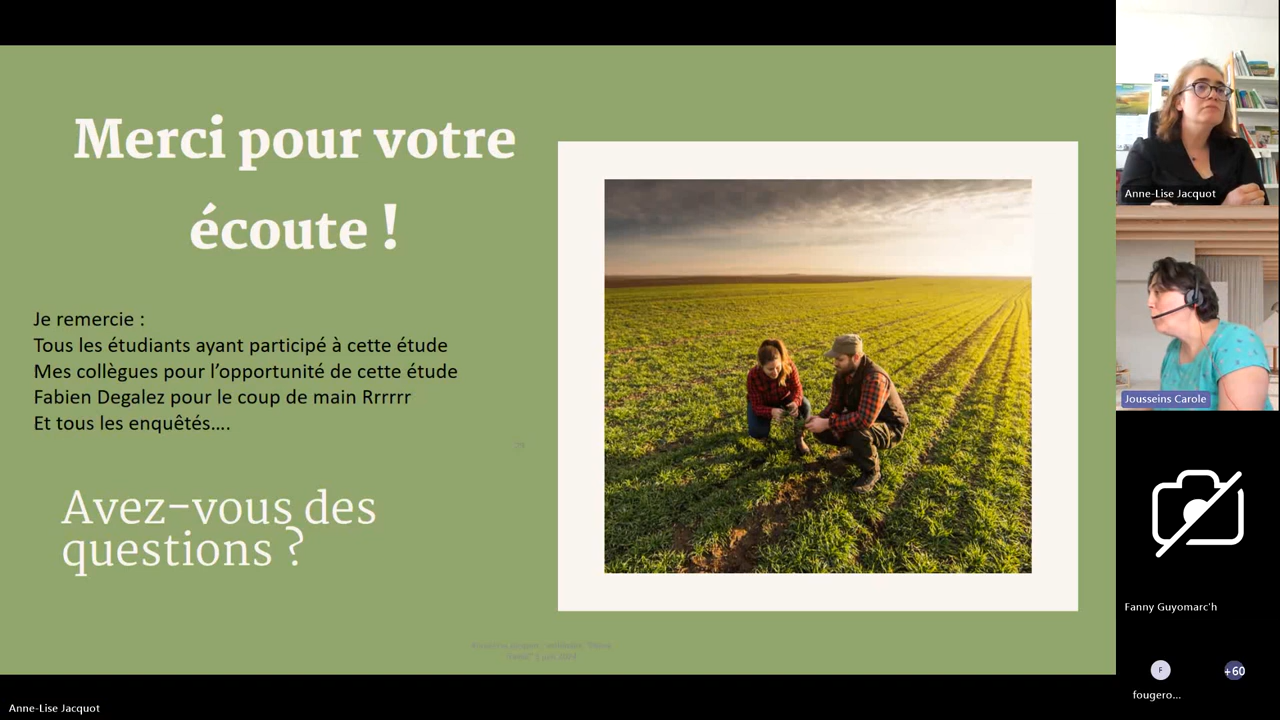 Merci pour votre
écoute !
Je remercie :
Tous les étudiants ayant participé à cette étude
Mes collègues pour l’opportunité de cette étude
Fabien Degalez pour le coup de main Rrrrrr
Et tous les enquêtés....
Avez-vous des
questions ?
Anne-Lise Jacquot
Jousseins Carole
Fanny Guyomarc'h
F
+60
fougero...
Anne-Lise Jacquot